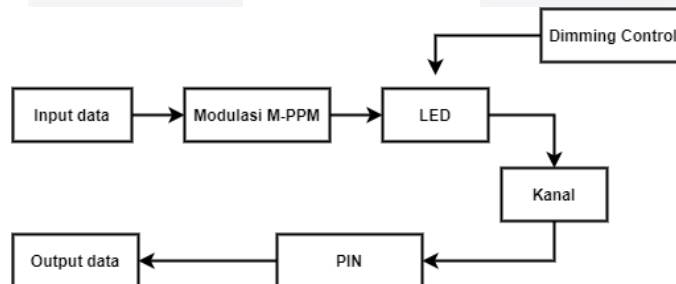 Dimming Control
Input data
Modulasi M-PPM
LED
Kanal
Output data
PIN